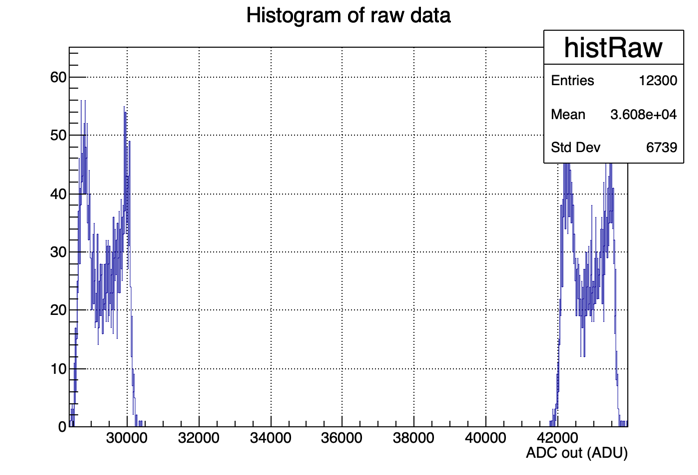 Histogram of raw data
histRaw
Entries 12300
Mean 3.608e+04
Std Dev 6739
60
50
40
30
20
10
0
30000 32000 34000 36000 38000 40000 42000
ADC out (ADU)